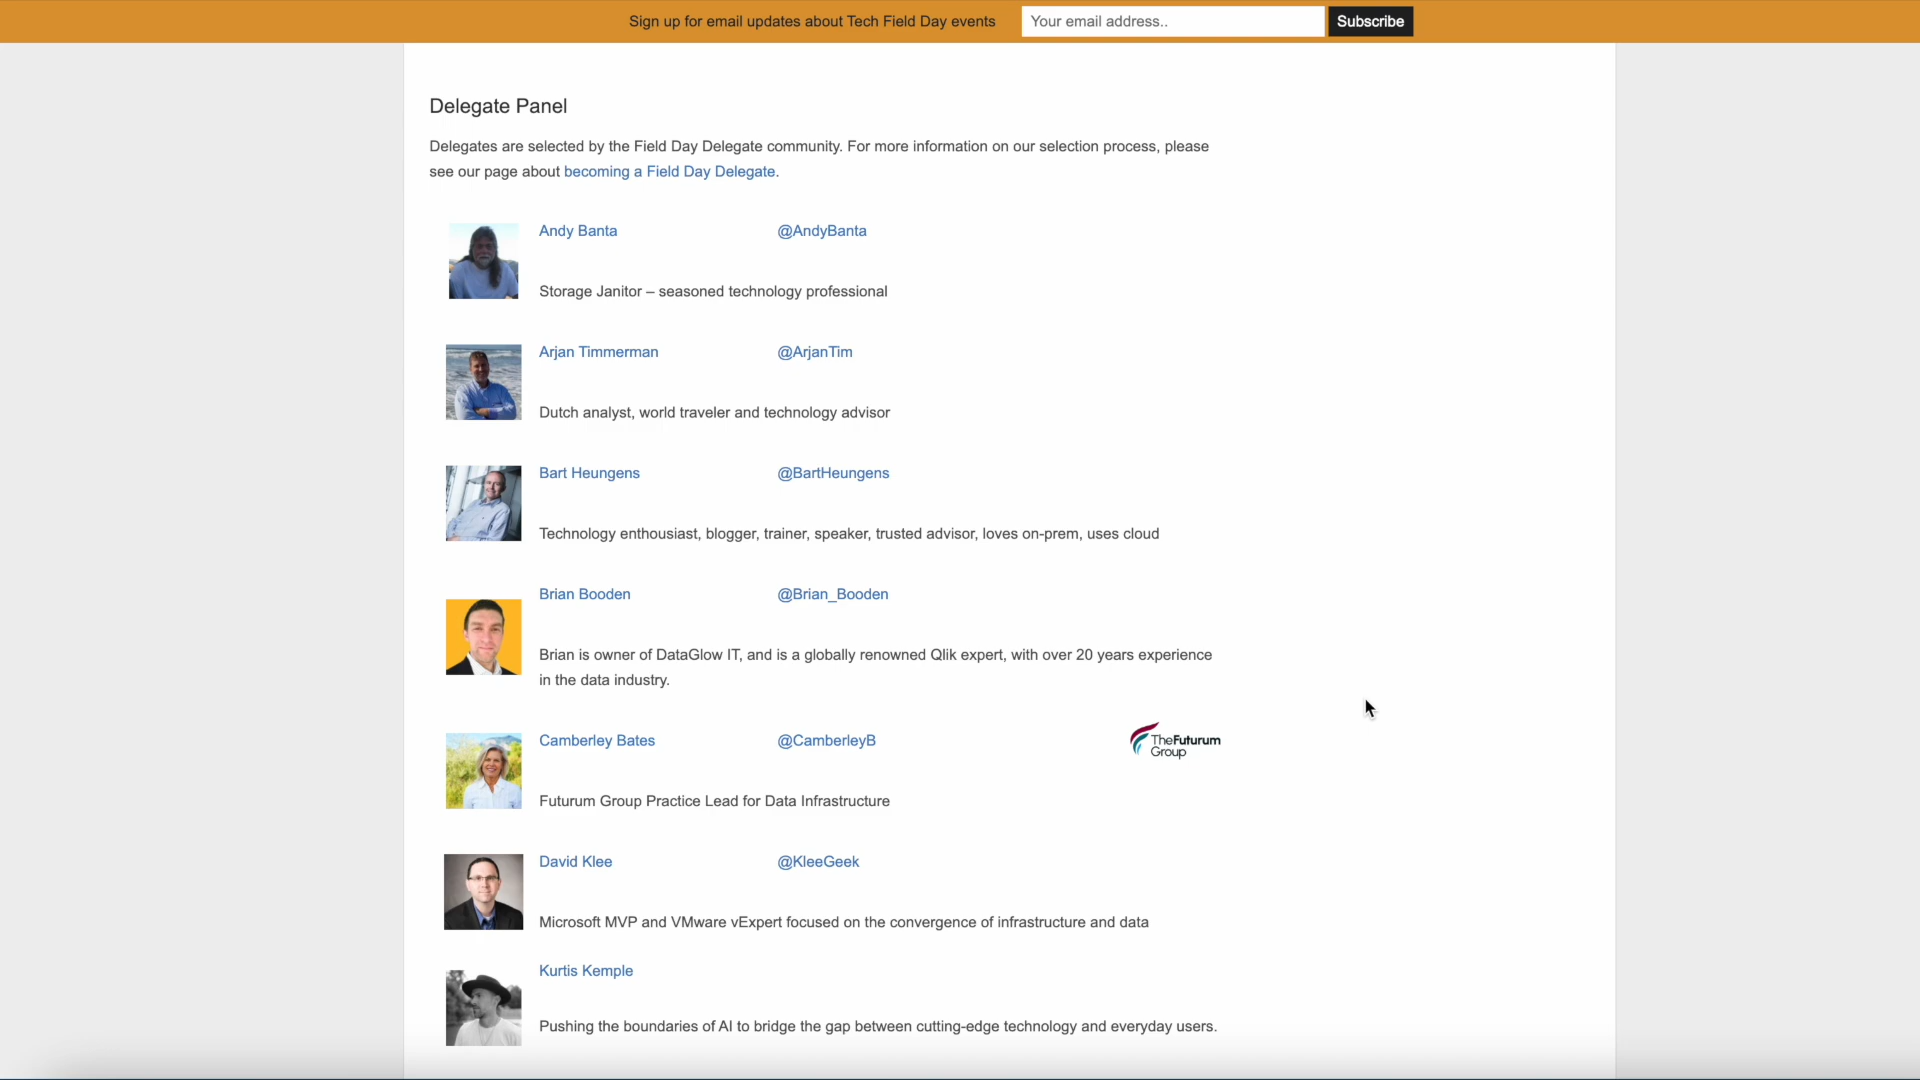 Sign up for email updates about Tech Field Day events
Your email address..
Subscribe
Delegate Panel
Delegates are selected by the Field Day Delegate community. For more information on our selection process, please
see our page about becoming a Field Day Delegate.
Andy Banta @AndyBanta
Storage Janitor – seasoned technology professional
Arjan Timmerman @ArjanTim
Dutch analyst, world traveler and technology advisor
Bart Heungens @BartHeungens
Technology enthusiast, blogger, trainer, speaker, trusted advisor, loves on-prem, uses cloud
Brian Booden @Brian_Booden
Brian is owner of DataGlow IT, and is a globally renowned Qlik expert, with over 20 years experience
in the data industry.
Camberley Bates @CamberleyB
TheFuturum
Group
Futurum Group Practice Lead for Data Infrastructure
David Klee @KleeGeek
Microsoft MVP and VMware vExpert focused on the convergence of infrastructure and data
Kurtis Kemple
Pushing the boundaries of AI to bridge the gap between cutting-edge technology and everyday users.